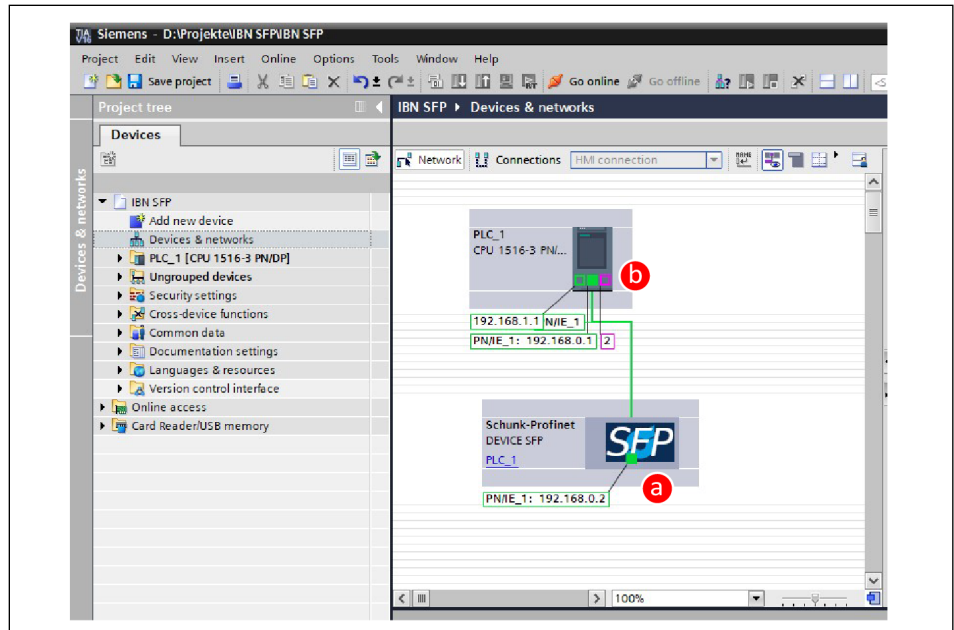 TIA V16 Siemens - D:\Projekte\IBN SFP\IBN SFP
Project Edit View Insert Online Options Tools Window Help
Save project Go online Go offline
Project tree
IBN SFP Devices & networks
Devices
Network Connections HMI connection
Devices & networks
IBN SFP
Add new device
Devices & networks
PLC_1 [CPU 1516-3 PN/DP]
Ungrouped devices
Security settings
Cross-device functions
Common data
Documentation settings
Languages & resources
Version control interface
Online access
Card Reader/USB memory
PLC_1
CPU 1516-3 PN/...
b
192.168.1.1 N/IE_1
PN/IE_1: 192.168.0.1 2
Schunk-Profinet
DEVICE SFP
PLC_1
SFP
a
PN/IE_1: 192.168.0.2
100%